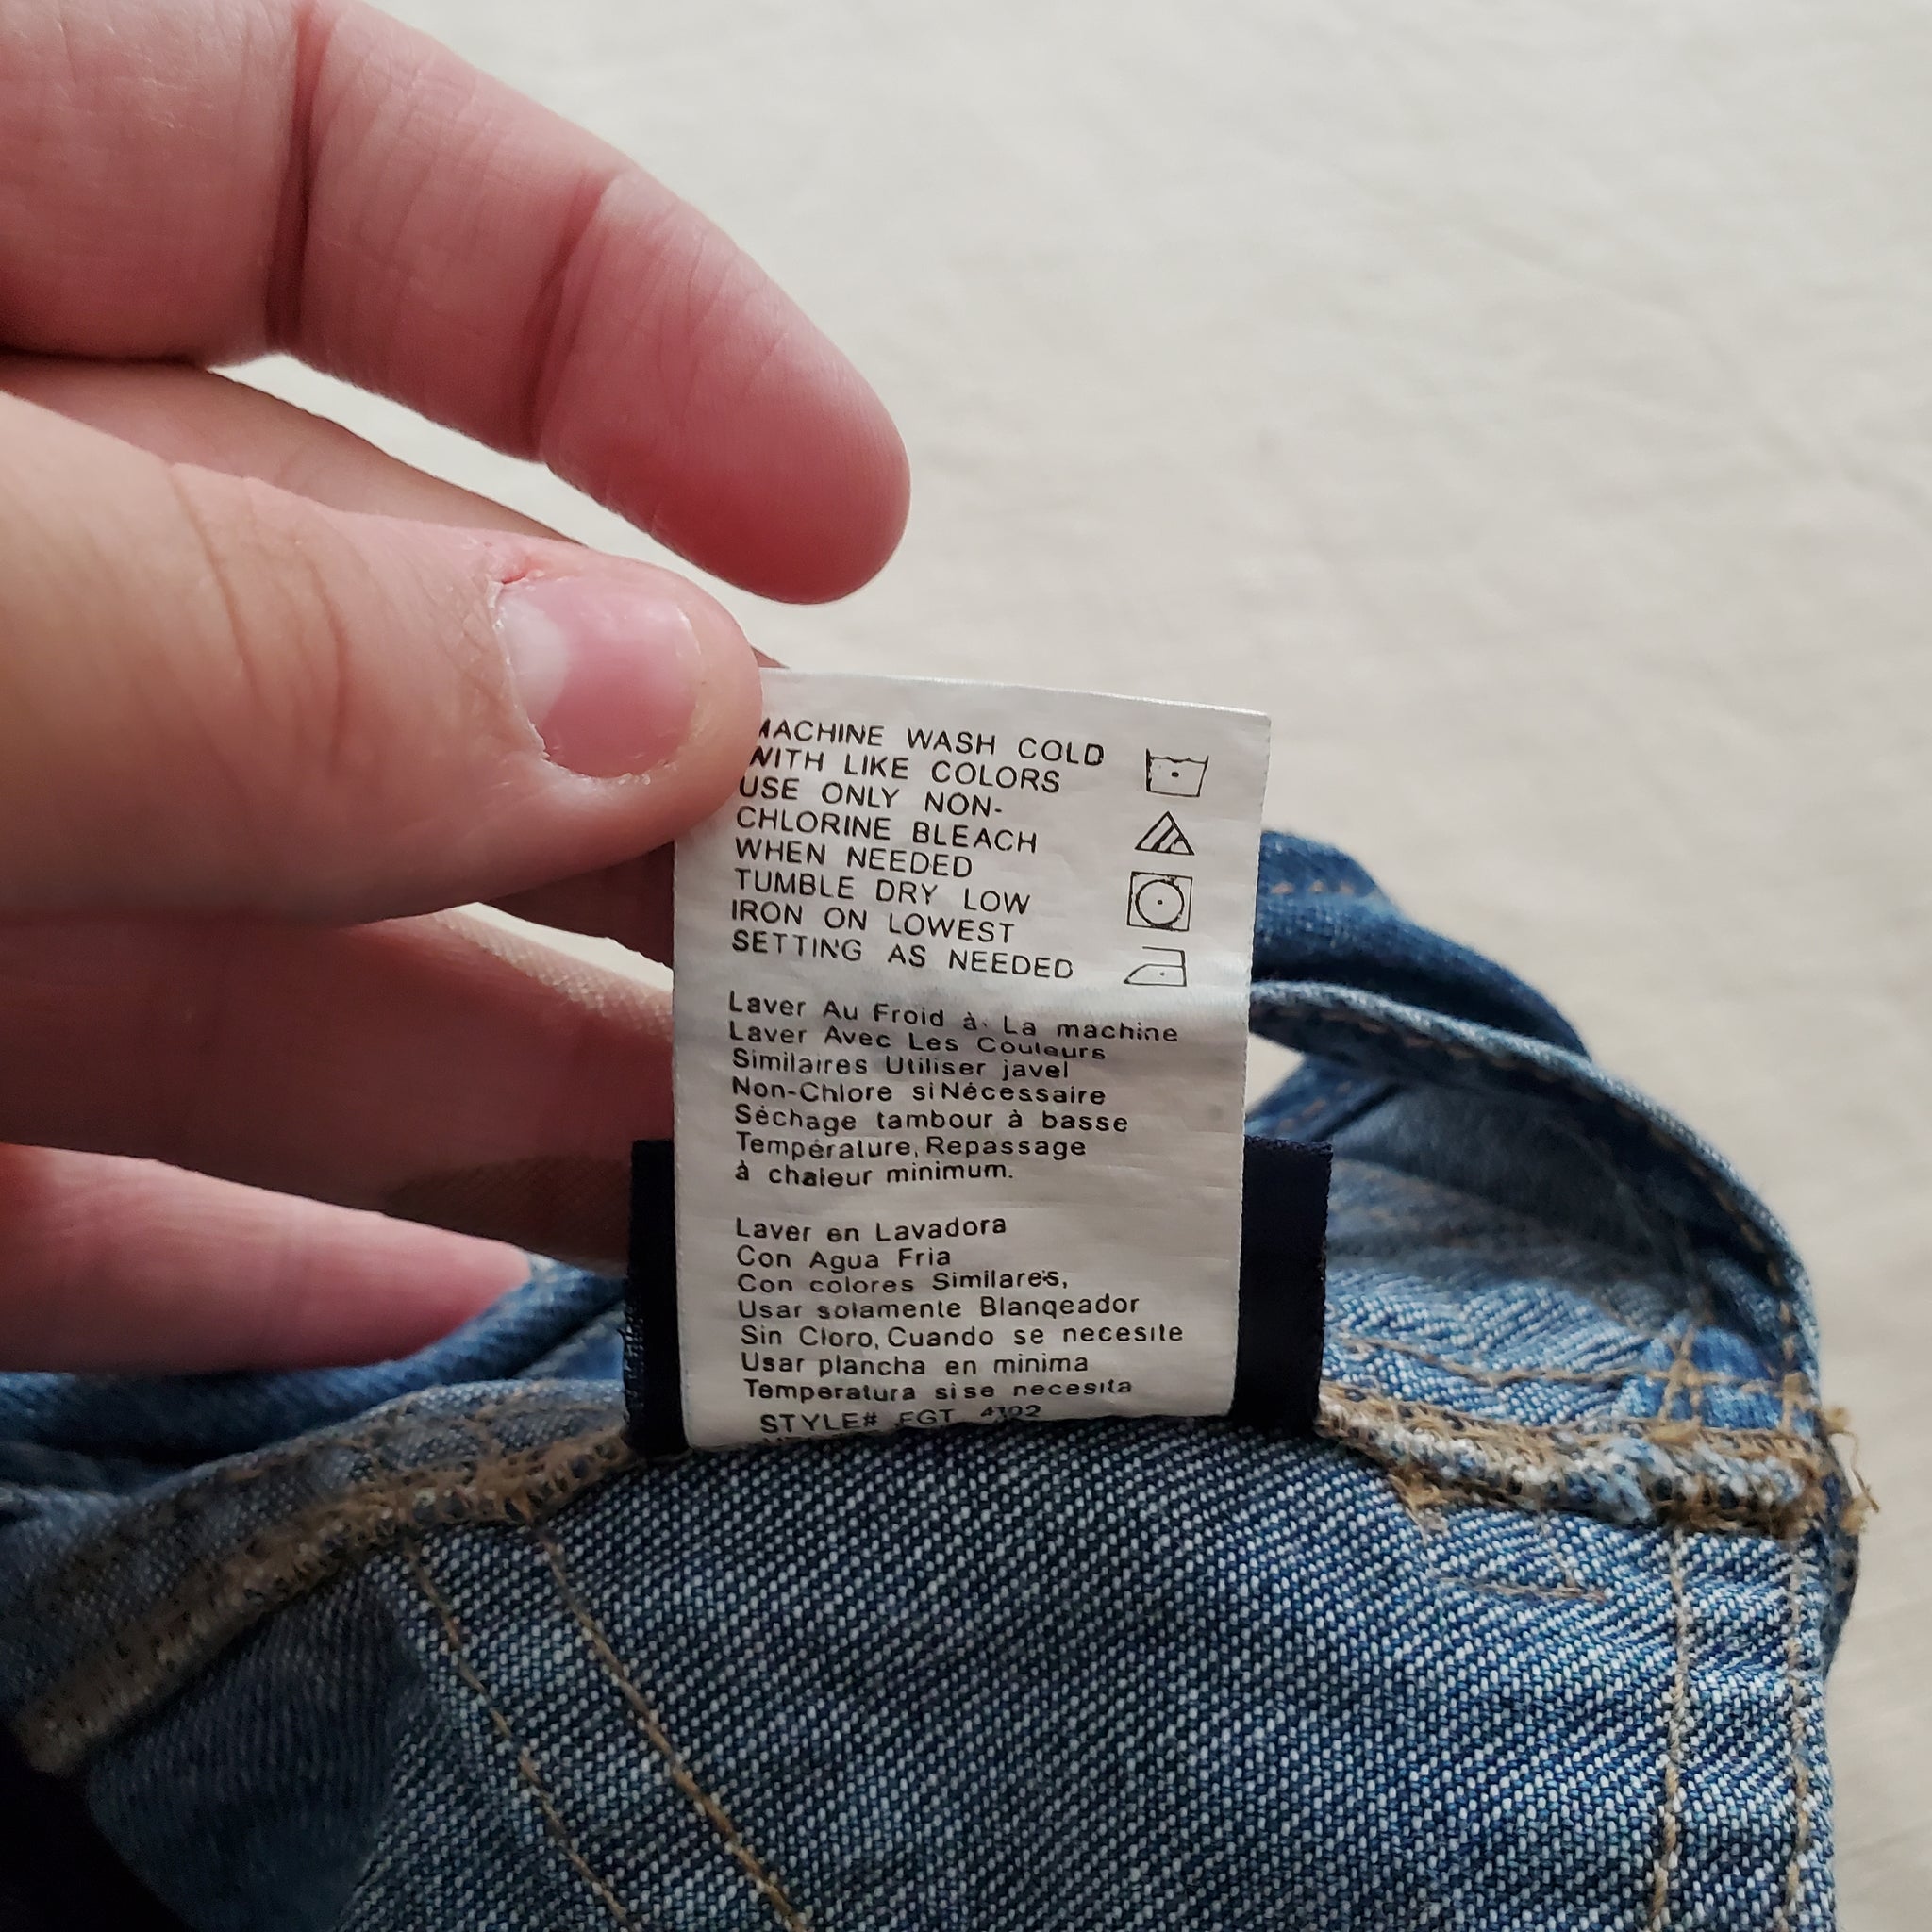 MACHINE WASH COLD
WITH LIKE COLORS
USE ONLY NON-
CHLORINE BLEACH
WHEN NEEDED
TUMBLE DRY LOW
IRON ON LOWEST
SETTING AS NEEDED
Laver Au Froid à La machine
Laver Avec Les Couleurs
Similaires Utiliser javel
Non-Chlore si Nécessaire
Séchage tambour à basse
Température, Repassage
à chaleur minimum.
Laver en Lavadora
Con Agua Fria
Con colores Similares,
Usar solamente Blanqeador
Sin Cloro, Cuando se necesite
Usar plancha en minima
Temperatura si se necesita
STYLE#